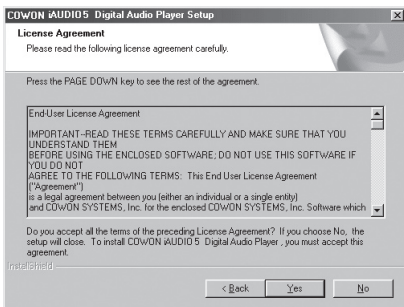 COWON iAUDIO 5 Digital Audio Player Setup
License Agreement
Please read the following license agreement carefully.
Press the PAGE DOWN key to see the rest of the agreement.
End-User License Agreement
IMPORTANT-READ THESE TERMS CAREFULLY AND MAKE SURE THAT YOU
UNDERSTAND THEM
BEFORE USING THE ENCLOSED SOFTWARE; DO NOT USE THIS SOFTWARE IF
YOU DO NOT
AGREE TO THE FOLLOWING TERMS: This End User License Agreement
("Agreement")
is a legal agreement between you (either an individual or a single entity)
and COWON SYSTEMS, Inc. for the enclosed COWON SYSTEMS, Inc. Software which
Do you accept all the terms of the preceding License Agreement? If you choose No, the
setup will close. To install COWON iAUDIO 5 Digital Audio Player , you must accept this
agreement.
InstallShield
< Back Yes No